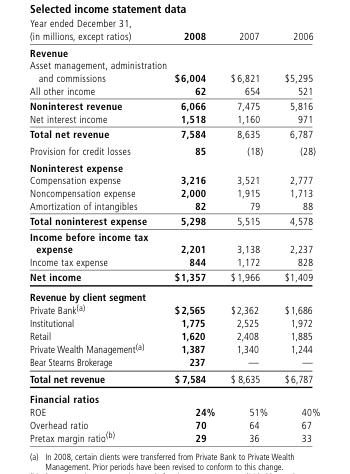 Selected income statement data
Year ended December 31,
(in millions, except ratios) 2008 2007 2006
Revenue
Asset management, administration
and commissions $6,004 $6,821 $5,295
All other income 62 654 521
Noninterest revenue 6,066 7,475 5,816
Net interest income 1,518 1,160 971
Total net revenue 7,584 8,635 6,787
Provision for credit losses 85 (18) (28)
Noninterest expense
Compensation expense 3,216 3,521 2,777
Noncompensation expense 2,000 1,915 1,713
Amortization of intangibles 82 79 88
Total noninterest expense 5,298 5,515 4,578
Income before income tax
expense 2,201 3,138 2,237
Income tax expense 844 1,172 828
Net income $1,357 $1,966 $1,409
Revenue by client segment
Private Bank(a) $2,565 $2,362 $1,686
Institutional 1,775 2,525 1,972
Retail 1,620 2,408 1,885
Private Wealth Management(a) 1,387 1,340 1,244
Bear Stearns Brokerage 237 — —
Total net revenue $7,584 $8,635 $6,787
Financial ratios
ROE 24% 51% 40%
Overhead ratio 70 64 67
Pretax margin ratio(b) 29 36 33
(a) In 2008, certain clients were transferred from Private Bank to Private Wealth
Management. Prior periods have been revised to conform to this change.